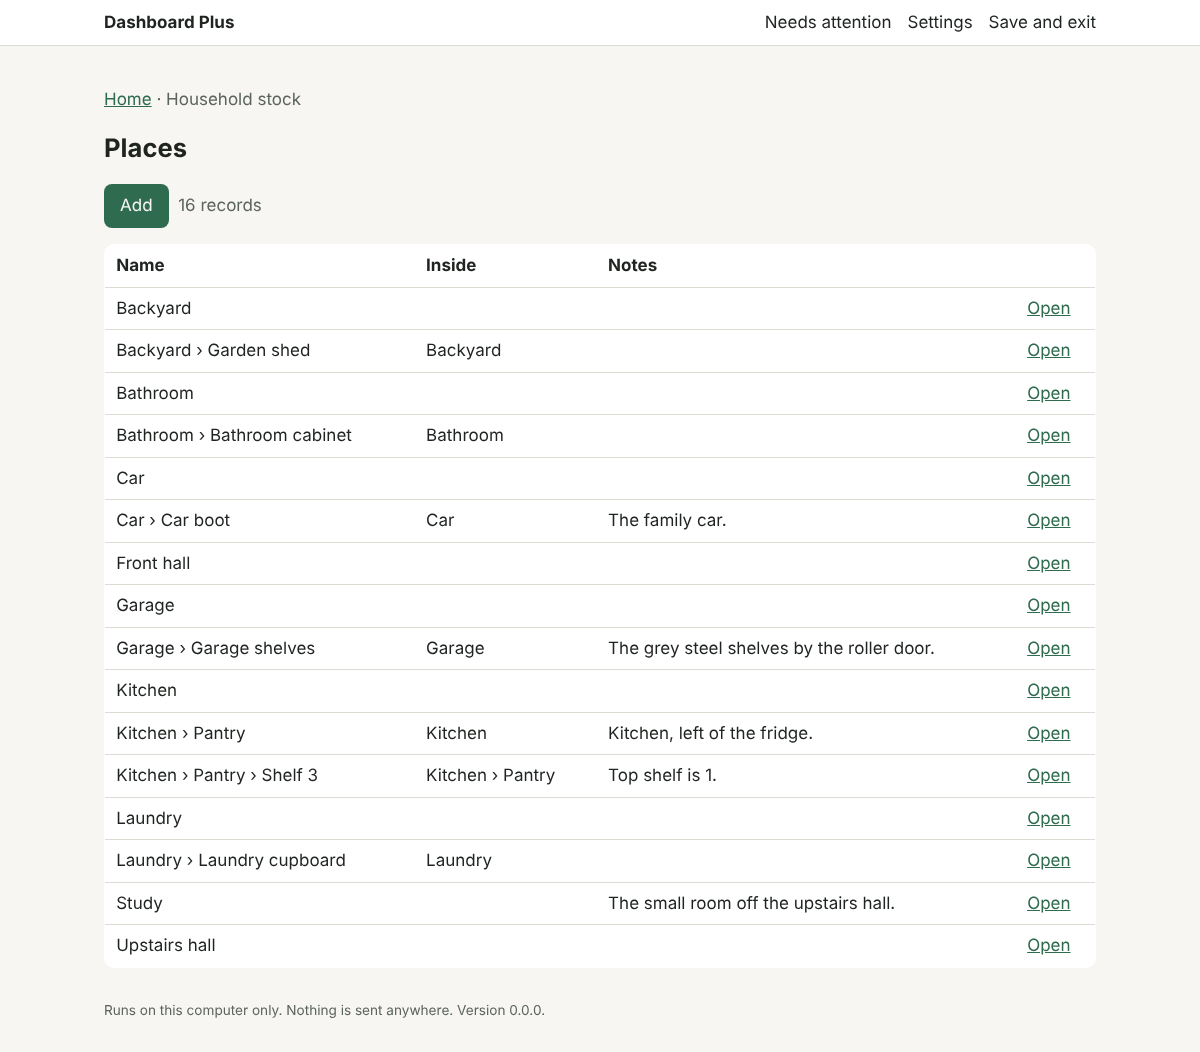 Dashboard Plus Needs attention Settings Save and exit
Home · Household stock
Places
Add 16 records
Name Inside Notes
Backyard Open
Backyard › Garden shed Backyard Open
Bathroom Open
Bathroom › Bathroom cabinet Bathroom Open
Car Open
Car › Car boot Car The family car. Open
Front hall Open
Garage Open
Garage › Garage shelves Garage The grey steel shelves by the roller door. Open
Kitchen Open
Kitchen › Pantry Kitchen Kitchen, left of the fridge. Open
Kitchen › Pantry › Shelf 3 Kitchen › Pantry Top shelf is 1. Open
Laundry Open
Laundry › Laundry cupboard Laundry Open
Study The small room off the upstairs hall. Open
Upstairs hall Open
Runs on this computer only. Nothing is sent anywhere. Version 0.0.0.